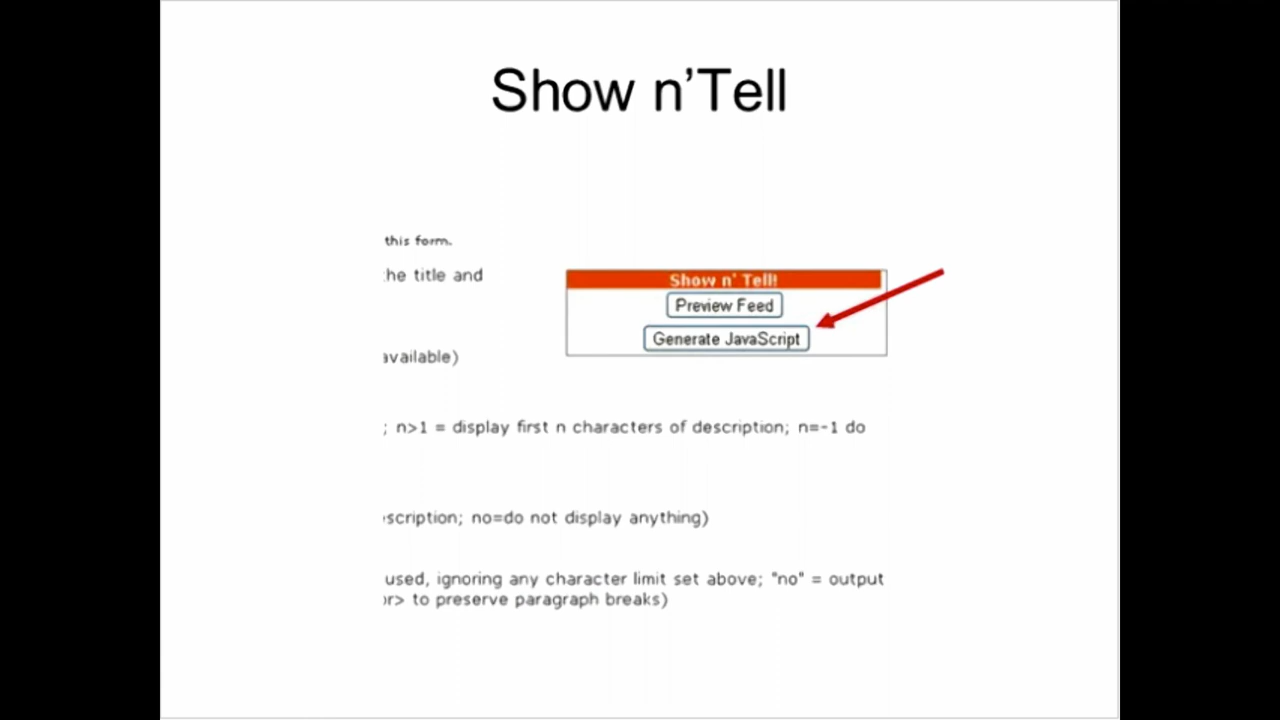 Show n’Tell
this form.
he title and
Show n' Tell!
Preview Feed
Generate JavaScript
available)
; n>1 = display first n characters of description; n=-1 do
scription; no=do not display anything)
used, ignoring any character limit set above; "no" = output
r> to preserve paragraph breaks)